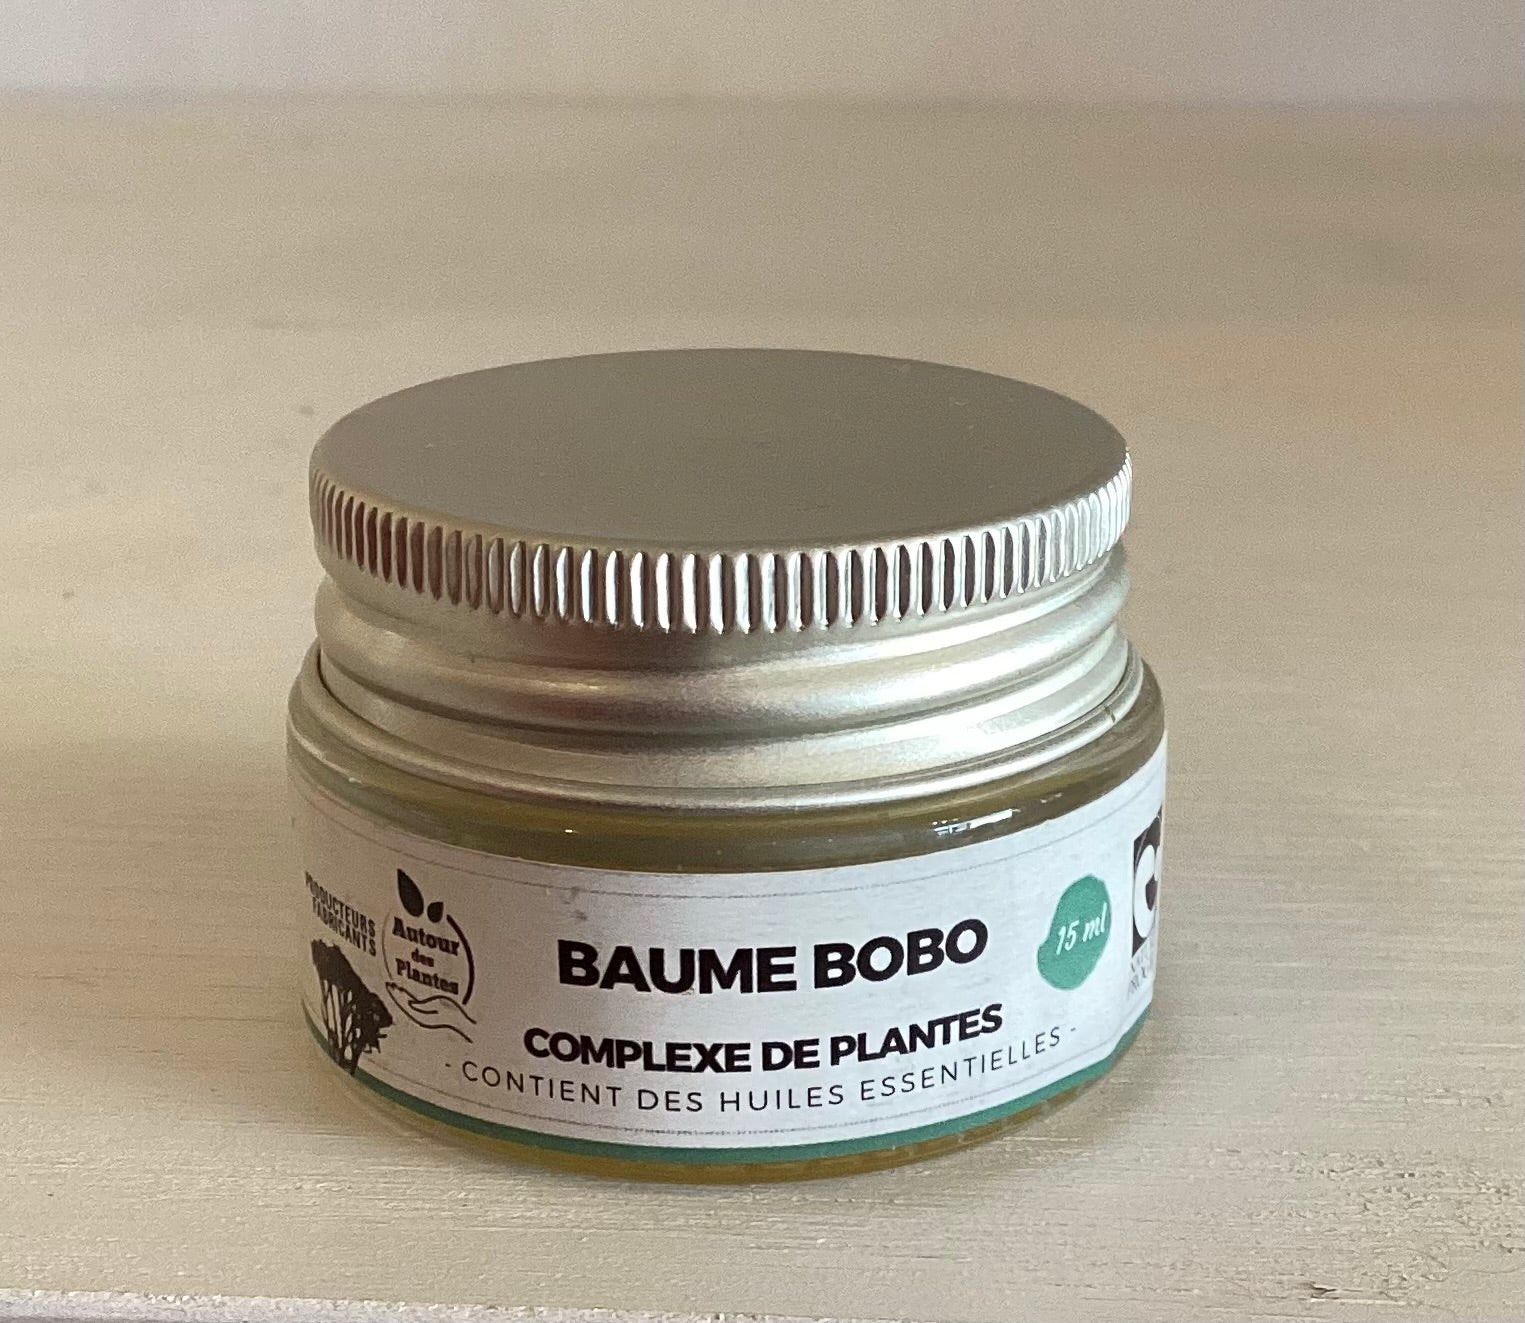 PRODUCTEURS
FABRICANTS
Autour
des
Plantes
BAUME BOBO
COMPLEXE DE PLANTES
- CONTIENT DES HUILES ESSENTIELLES -
15 ml